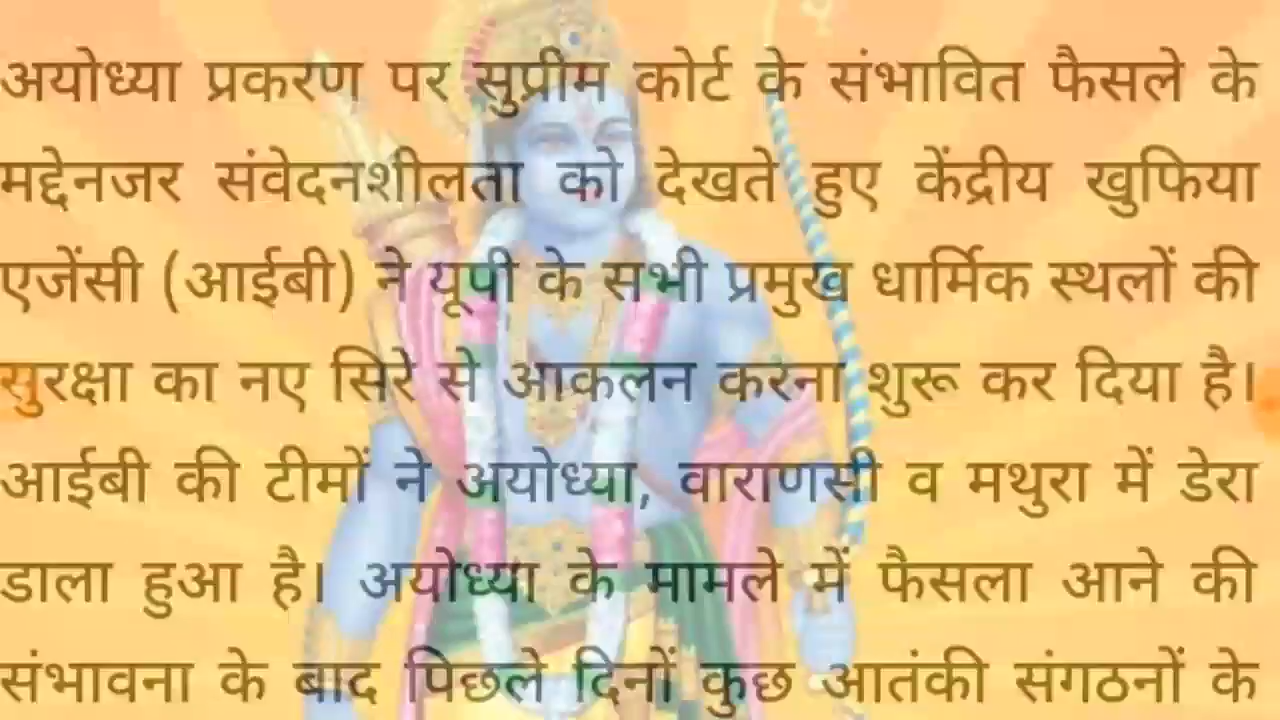 अयोध्या प्रकरण पर सुप्रीम कोर्ट के संभावित फैसले के
मद्देनजर संवेदनशीलता को देखते हुए केंद्रीय खुफिया
एजेंसी (आईबी) ने यूपी के सभी प्रमुख धार्मिक स्थलों की
सुरक्षा का नए सिरे से आकलन करना शुरू कर दिया है।
आईबी की टीमों ने अयोध्या, वाराणसी व मथुरा में डेरा
डाला हुआ है। अयोध्या के मामले में फैसला आने की
संभावना के बाद पिछले दिनों कुछ आतंकी संगठनों के